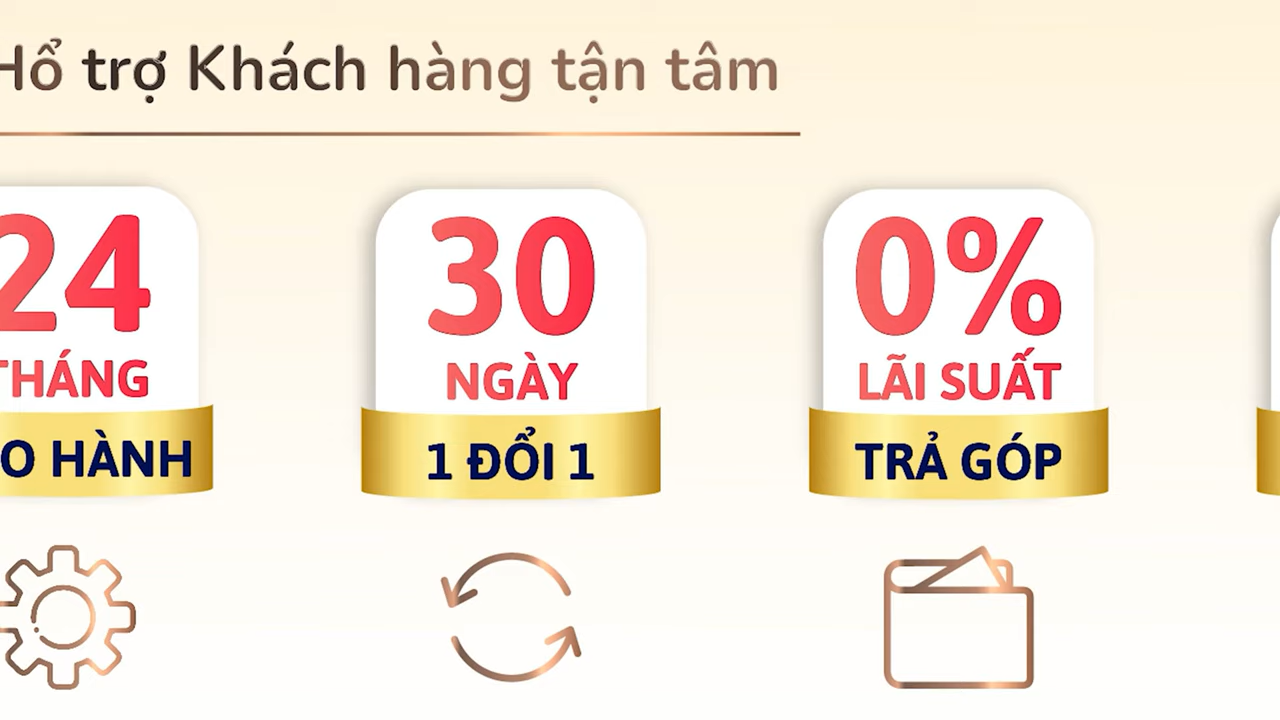 Hổ trợ Khách hàng tận tâm
24
THÁNG
O HÀNH
30
NGÀY
1 ĐỔI 1
0%
LÃI SUẤT
TRẢ GÓP